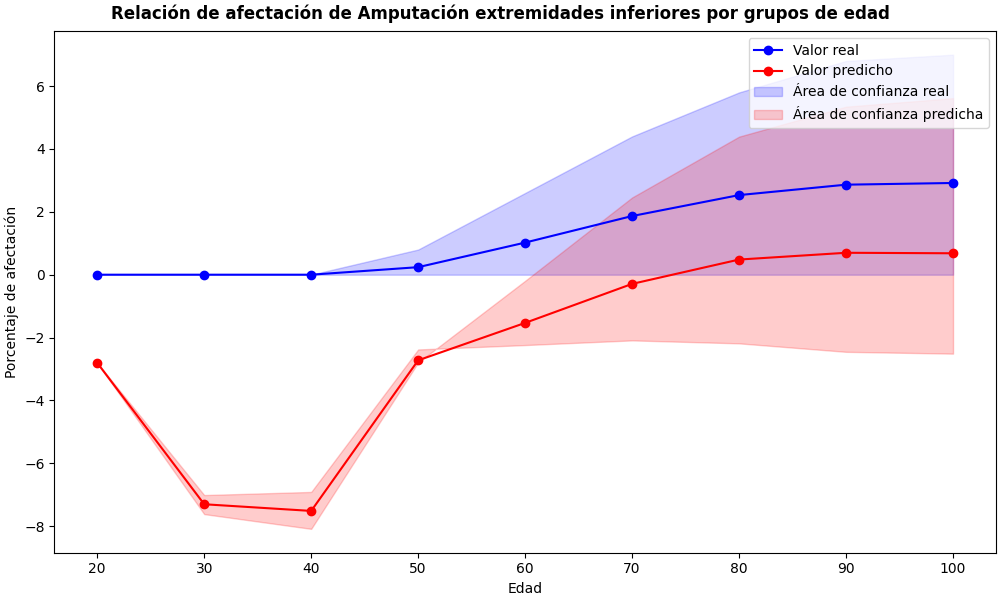 Relación de afectación de Amputación extremidades inferiores por grupos de edad
Valor real
Valor predicho
Área de confianza real
Área de confianza predicha
Porcentaje de afectación
6
4
2
0
−2
−4
−6
−8
20 30 40 50 60 70 80 90 100
Edad